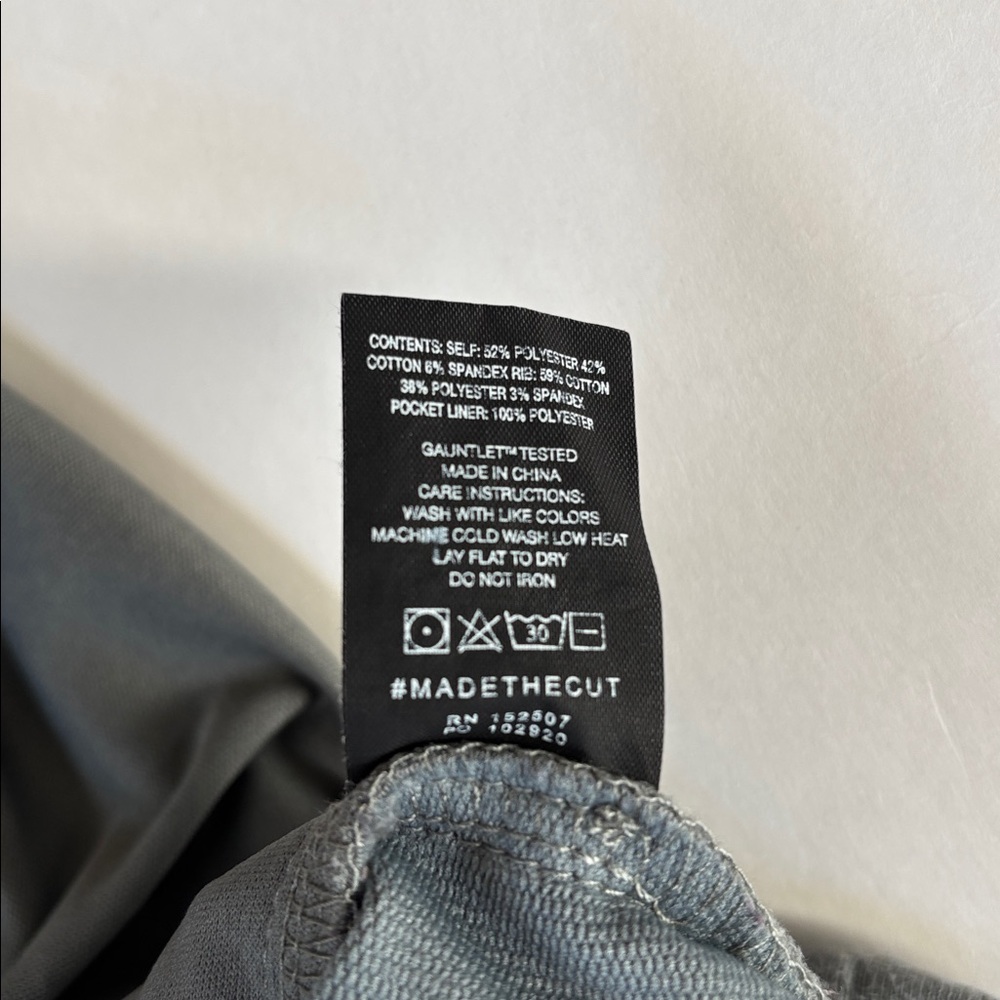 CONTENTS: SELF: 52% POLYESTER 42%
COTTON 6% SPANDEX RIB: 59% COTTON
38% POLYESTER 3% SPANDEX
POCKET LINER: 100% POLYESTER
GAUNTLET™ TESTED
MADE IN CHINA
CARE INSTRUCTIONS:
WASH WITH LIKE COLORS
MACHINE COLD WASH LOW HEAT
LAY FLAT TO DRY
DO NOT IRON
30
#MADETHECUT
RN 152507
PO 102920